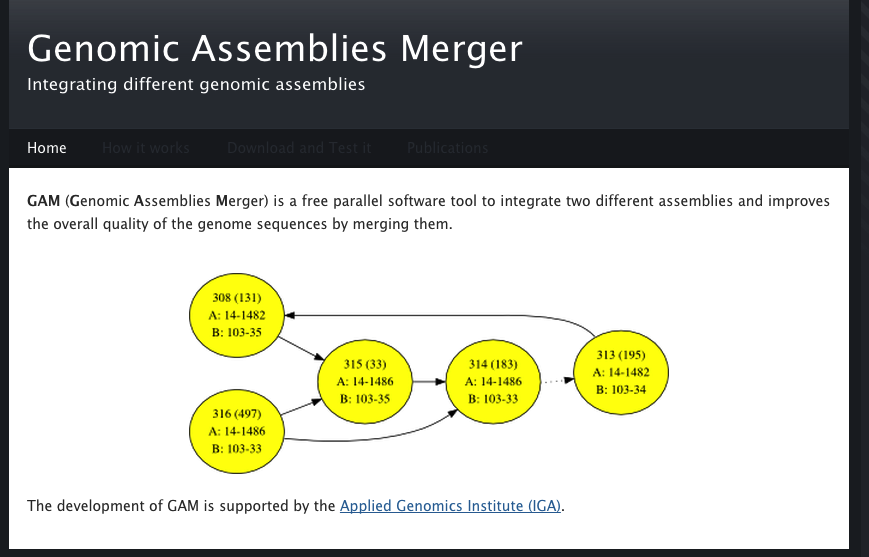 Genomic Assemblies Merger
Integrating different genomic assemblies
Home How it works Download and Test it Publications
GAM (Genomic Assemblies Merger) is a free parallel software tool to integrate two different assemblies and improves
the overall quality of the genome sequences by merging them.
308 (131)
A: 14-1482
B: 103-35
315 (33)
A: 14-1486
B: 103-35
314 (183)
A: 14-1486
B: 103-33
313 (195)
A: 14-1482
B: 103-34
316 (497)
A: 14-1486
B: 103-33
The development of GAM is supported by the Applied Genomics Institute (IGA).